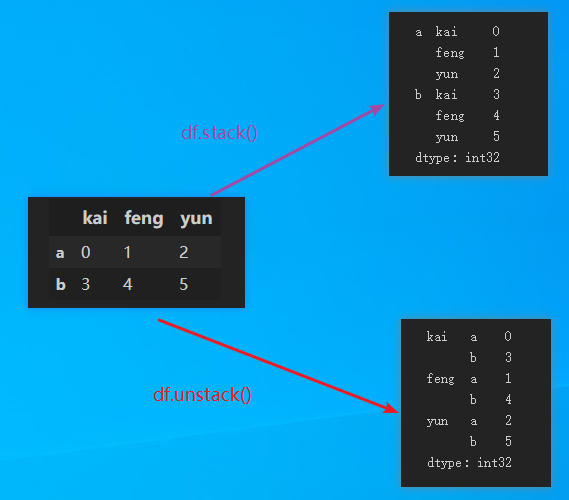 a kai 0
feng 1
yun 2
b kai 3
feng 4
yun 5
dtype: int32
df.stack()
kai feng yun
a 0 1 2
b 3 4 5
df.unstack()
kai a 0
b 3
feng a 1
b 4
yun a 2
b 5
dtype: int32